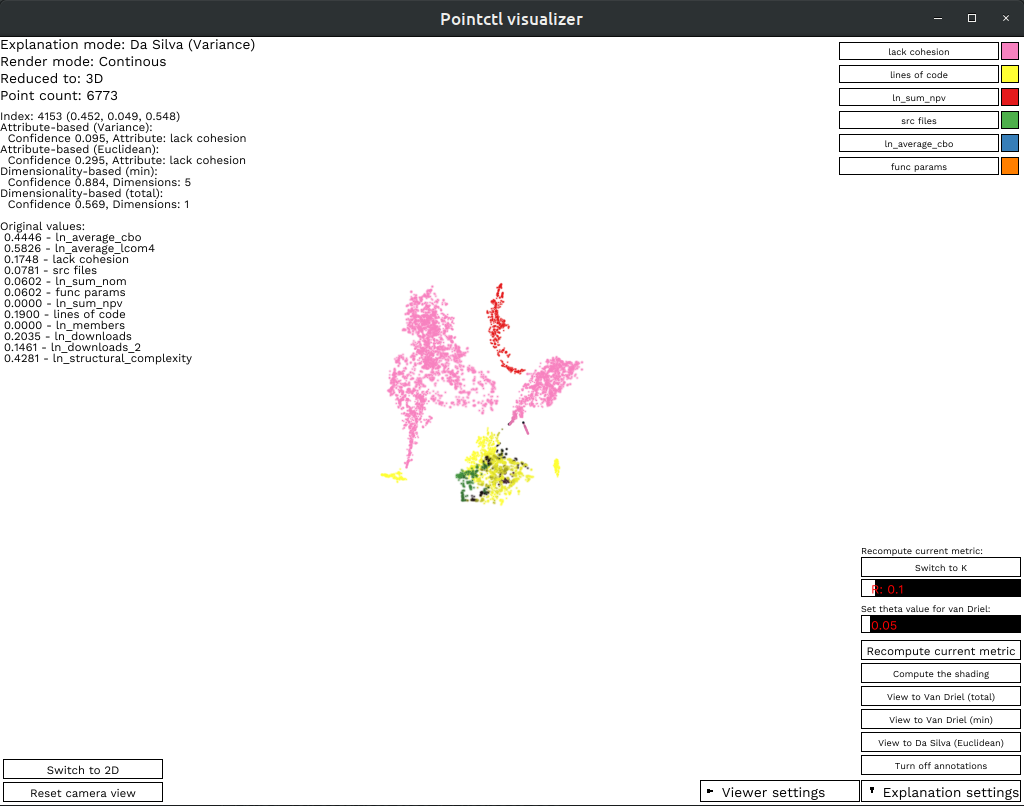 Pointctl visualizer
Explanation mode: Da Silva (Variance)
Render mode: Continous
Reduced to: 3D
Point count: 6773
Index: 4153 (0.452, 0.049, 0.548)
Attribute-based (Variance):
Confidence 0.095, Attribute: lack cohesion
Attribute-based (Euclidean):
Confidence 0.295, Attribute: lack cohesion
Dimensionality-based (min):
Confidence 0.884, Dimensions: 5
Dimensionality-based (total):
Confidence 0.569, Dimensions: 1
Original values:
0.4446 - ln_average_cbo
0.5826 - ln_average_lcom4
0.1748 - lack cohesion
0.0781 - src files
0.0602 - ln_sum_nom
0.0602 - func params
0.0000 - ln_sum_npv
0.1900 - lines of code
0.0000 - ln_members
0.2035 - ln_downloads
0.1461 - ln_downloads_2
0.4281 - ln_structural_complexity
lack cohesion
lines of code
ln_sum_npv
src files
ln_average_cbo
func params
Recompute current metric:
Switch to K
R: 0.1
Set theta value for van Driel:
0.05
Recompute current metric
Compute the shading
View to Van Driel (total)
View to Van Driel (min)
View to Da Silva (Euclidean)
Turn off annotations
Switch to 2D
Reset camera view
Viewer settings
Explanation settings